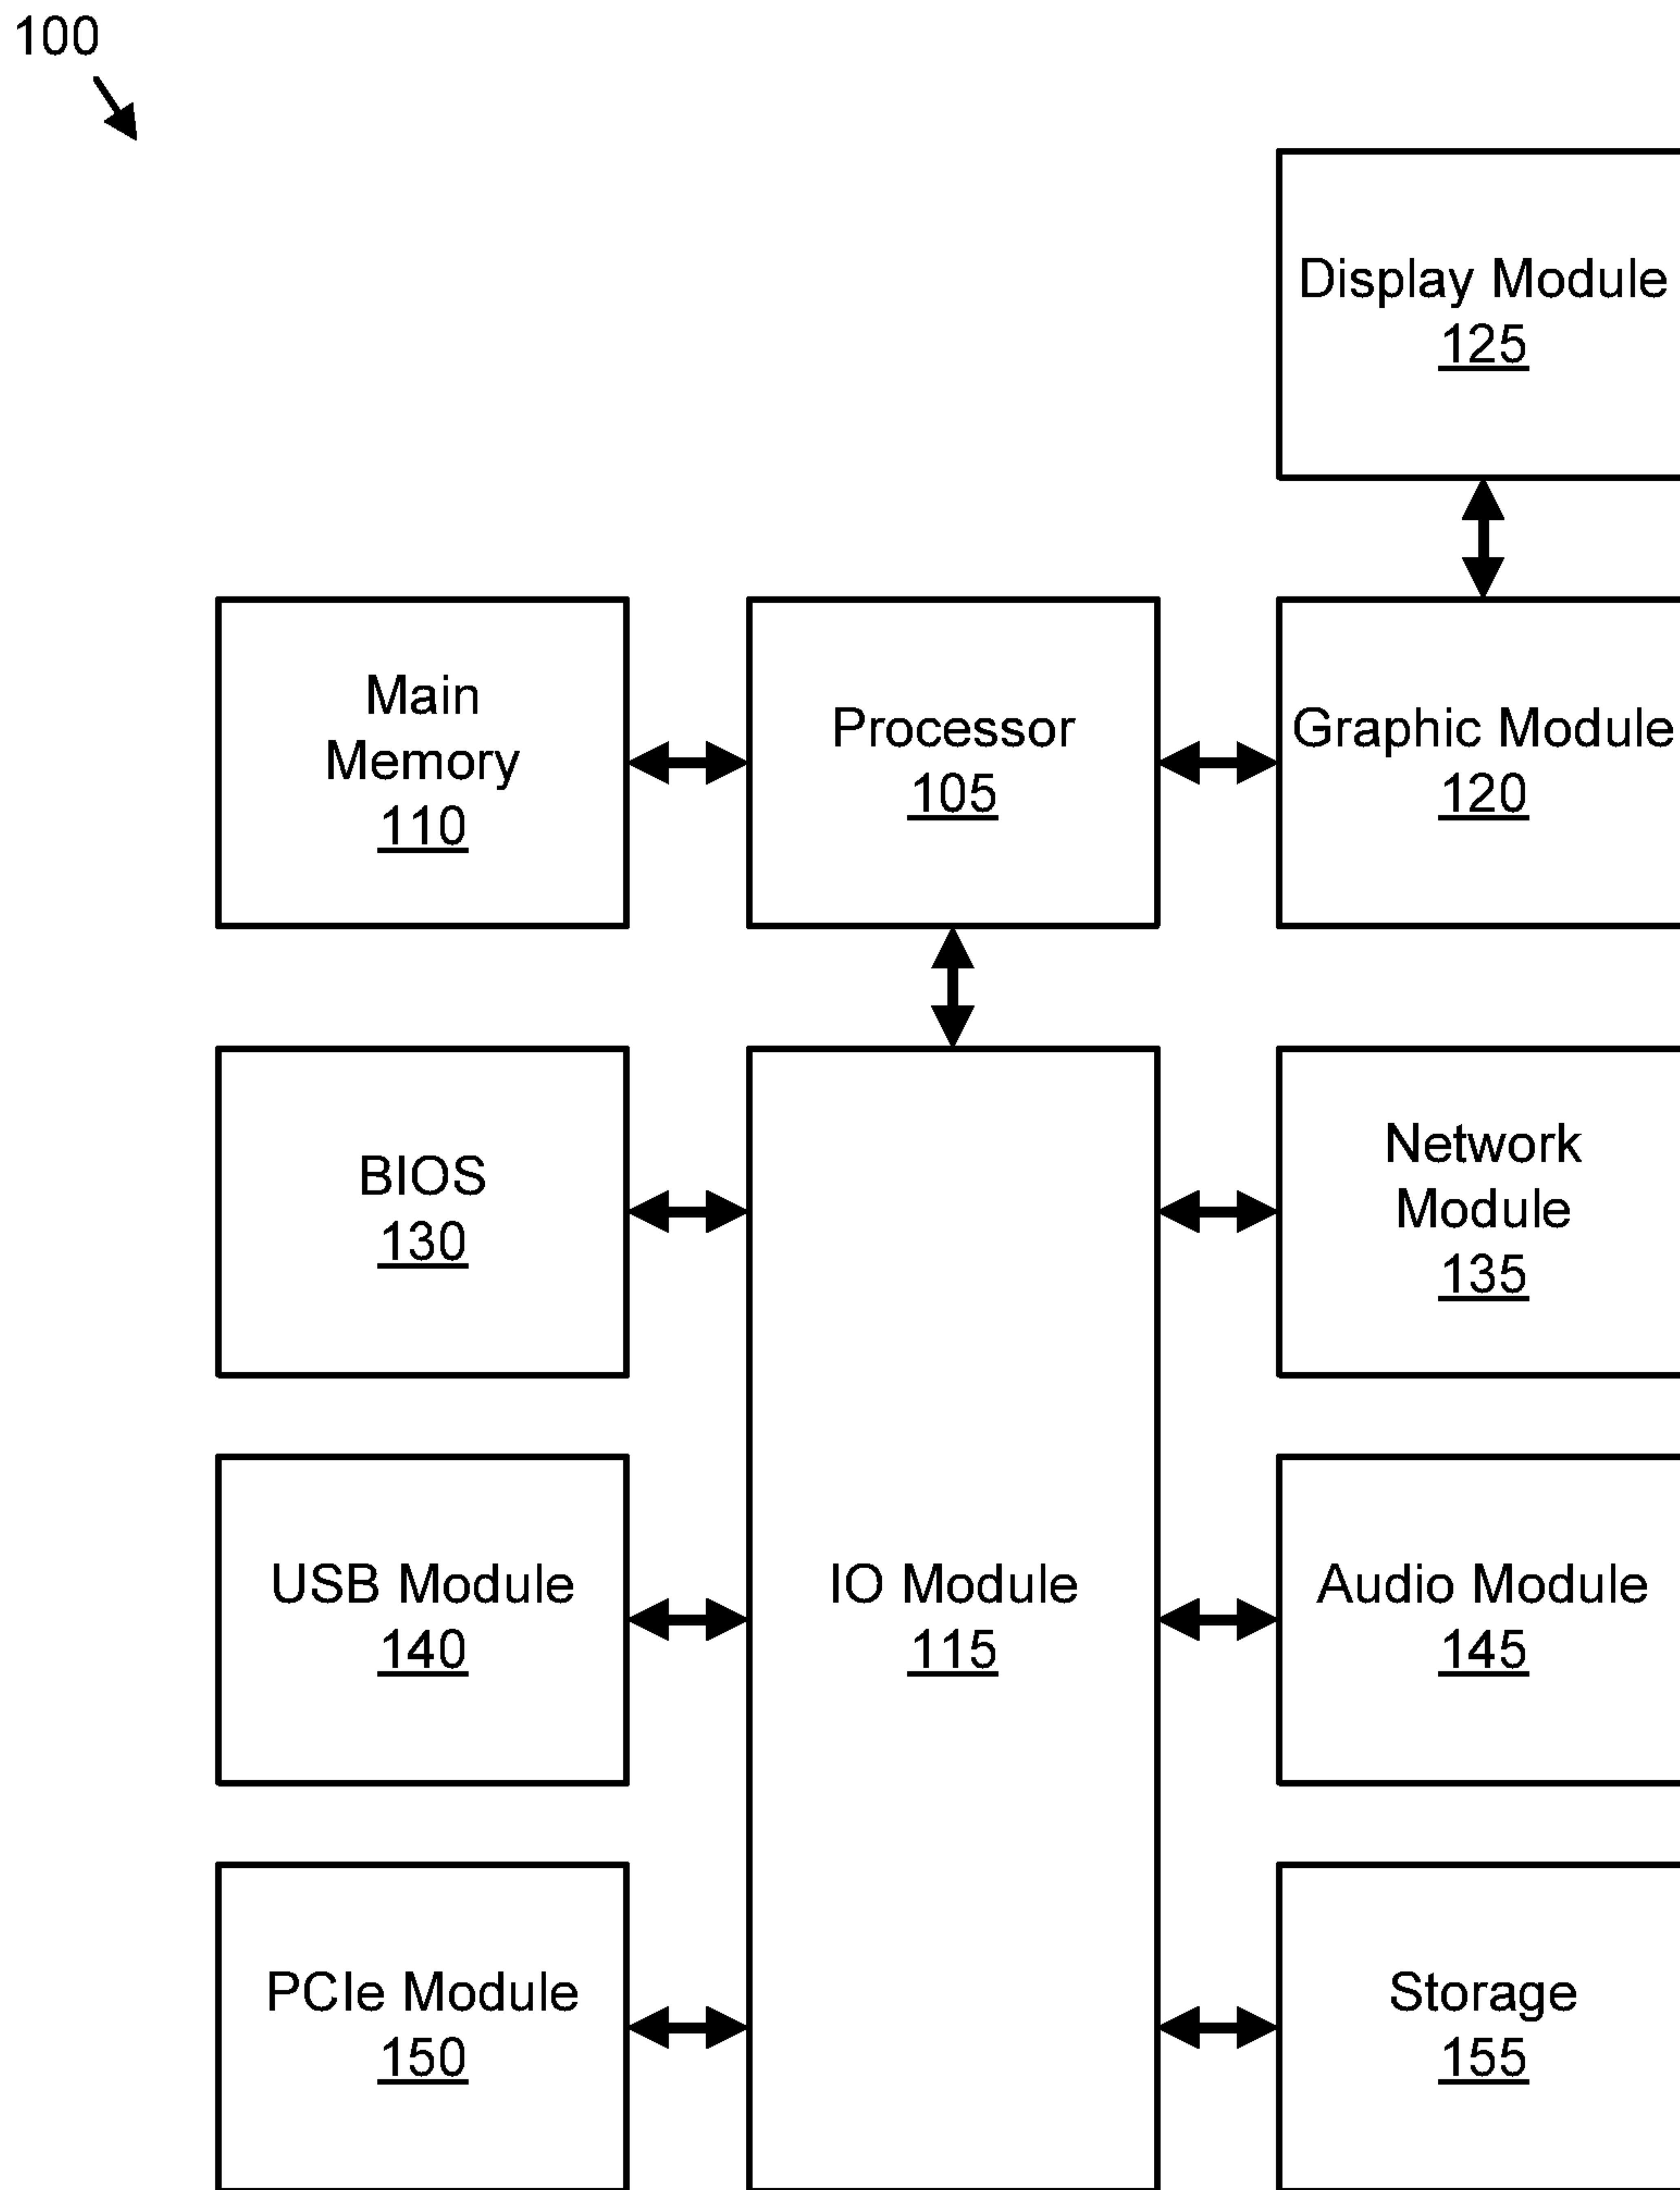 100
Display Module
125
Main
Memory
110
Processor
105
Graphic Module
120
BIOS
130
Network
Module
135
USB Module
140
IO Module
115
Audio Module
145
PCIe Module
150
Storage
155